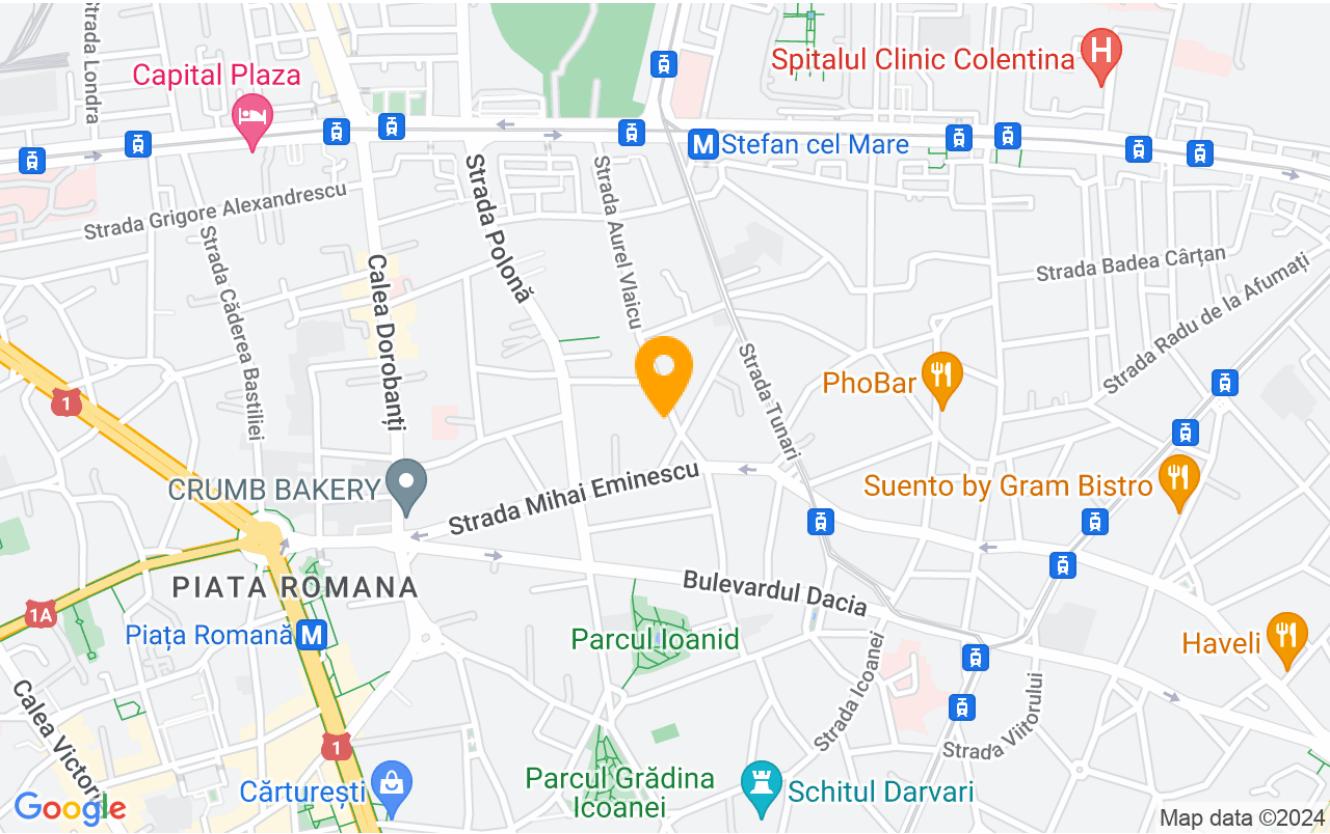 Strada Londra
Capital Plaza
Spitalul Clinic Colentina
H
M Stefan cel Mare
Strada Grigore Alexandrescu
Strada Polonă
Strada Aurel Vlaicu
Strada Căderea Bastiliei
Calea Dorobanți
Strada Badea Cârțan
Strada Radu de la Afumați
Strada Tunari
PhoBar
1
CRUMB BAKERY
Strada Mihai Eminescu
Suento by Gram Bistro
PIATA ROMANA
Bulevardul Dacia
1A
Piața Romană M
Parcul Ioanid
Haveli
Strada Icoanei
Strada Viitorului
Calea Victory
1
Cărturești
Parcul Grădina
Icoanei
Schitul Darvari
Google
Map data ©2024